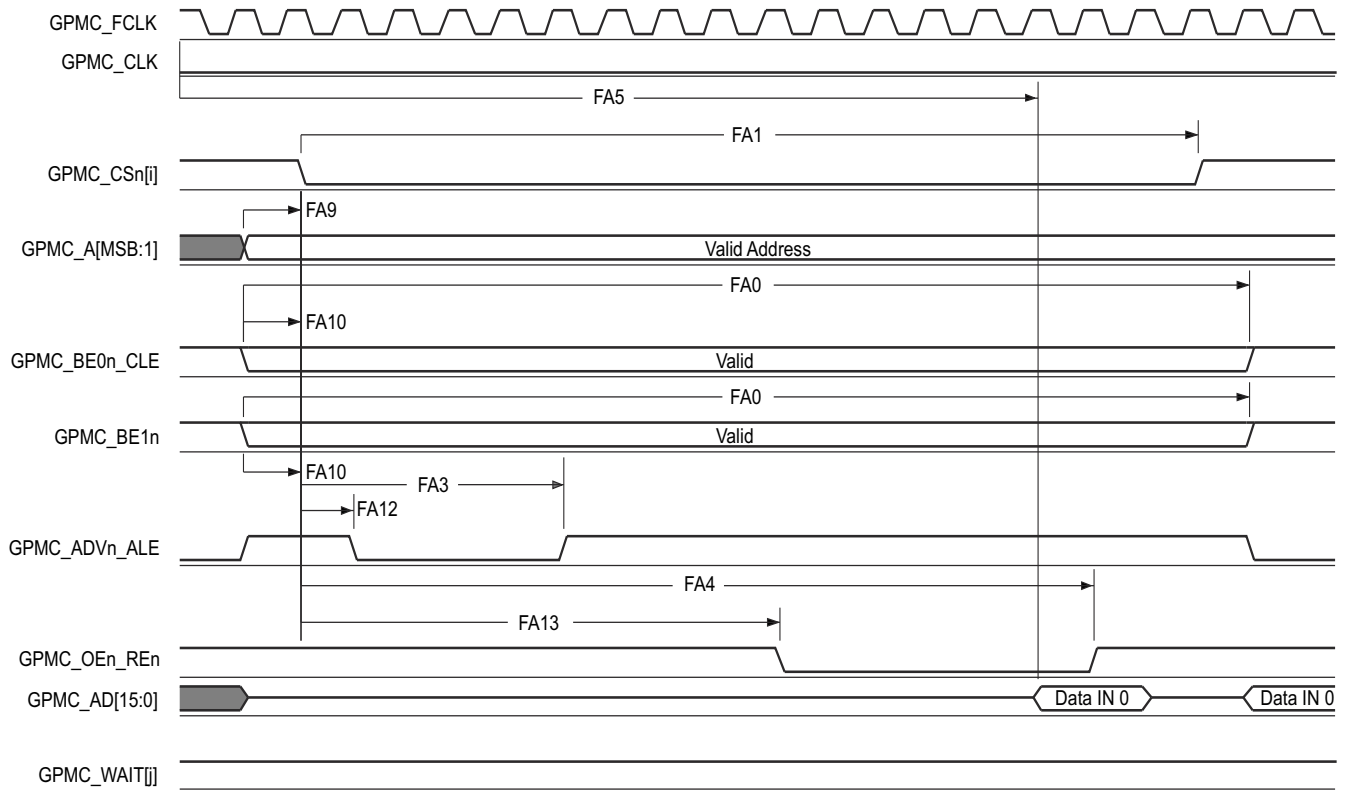 GPMC_FCLK
GPMC_CLK
FA5
FA1
GPMC_CSn[i]
FA9
GPMC_A[MSB:1]
Valid Address
FA0
FA10
GPMC_BE0n_CLE
Valid
FA0
GPMC_BE1n
Valid
FA10
FA3
FA12
GPMC_ADVn_ALE
FA4
FA13
GPMC_OEn_REn
GPMC_AD[15:0]
Data IN 0
Data IN 0
GPMC_WAIT[j]